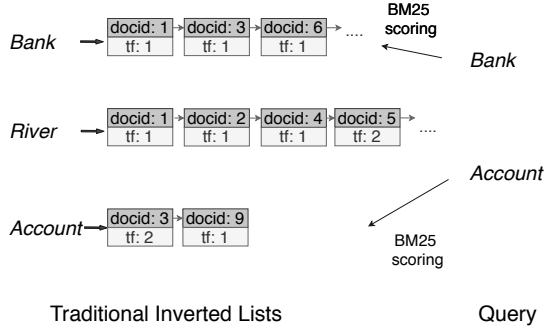 BM25
scoring
Bank
docid: 1 docid: 3 docid: 6 ....
tf: 1 tf: 1 tf: 1
Bank
River
docid: 1 docid: 2 docid: 4 docid: 5 ....
tf: 1 tf: 1 tf: 1 tf: 2
Account
Account
docid: 3 docid: 9
tf: 2 tf: 1
BM25
scoring
Traditional Inverted Lists
Query